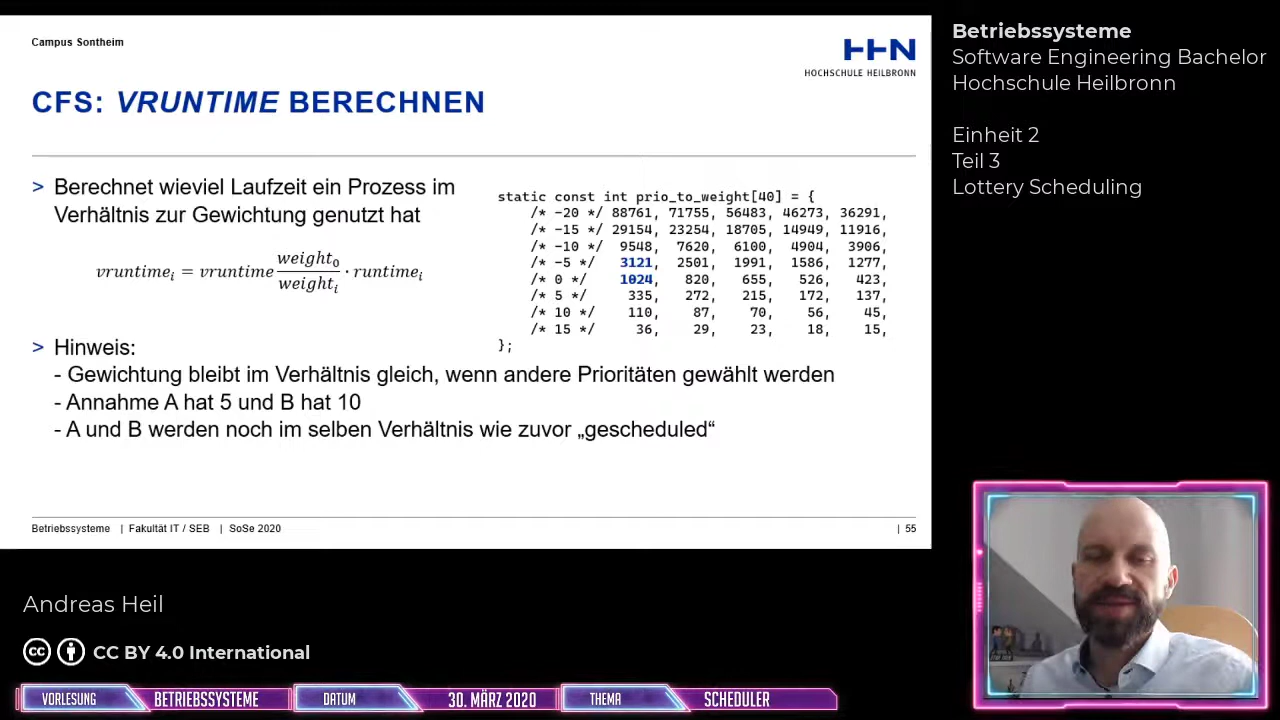 Campus Sontheim
HHN
HOCHSCHULE HEILBRONN
CFS: VRUNTIME BERECHNEN
> Berechnet wieviel Laufzeit ein Prozess im
Verhältnis zur Gewichtung genutzt hat
vruntime_i = vruntime weight_0 / weight_i · runtime_i
static const int prio_to_weight[40] = {
/* -20 */ 88761, 71755, 56483, 46273, 36291,
/* -15 */ 29154, 23254, 18705, 14949, 11916,
/* -10 */ 9548, 7620, 6100, 4904, 3906,
/* -5 */ 3121, 2501, 1991, 1586, 1277,
/* 0 */ 1024, 820, 655, 526, 423,
/* 5 */ 335, 272, 215, 172, 137,
/* 10 */ 110, 87, 70, 56, 45,
/* 15 */ 36, 29, 23, 18, 15,
};
> Hinweis:
- Gewichtung bleibt im Verhältnis gleich, wenn andere Prioritäten gewählt werden
- Annahme A hat 5 und B hat 10
- A und B werden noch im selben Verhältnis wie zuvor „gescheduled“
Betriebssysteme | Fakultät IT / SEB | SoSe 2020 | 55
Betriebssysteme
Software Engineering Bachelor
Hochschule Heilbronn
Einheit 2
Teil 3
Lottery Scheduling
Andreas Heil
cc CC BY 4.0 International
VORLESUNG BETRIEBSSYSTEME DATUM 30. MÄRZ 2020 THEMA SCHEDULER